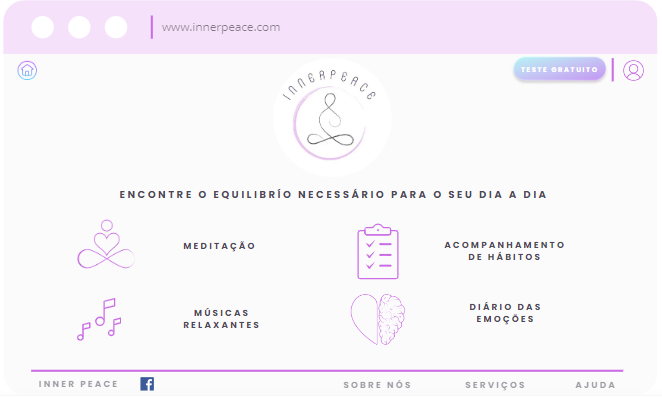 www.innerpeace.com
TESTE GRATUITO
INNERPEACE
ENCONTRE O EQUILIBRÍO NECESSÁRIO PARA O SEU DIA A DIA
MEDITAÇÃO
ACOMPANHAMENTO
DE HÁBITOS
MÚSICAS
RELAXANTES
DIÁRIO DAS
EMOÇÕES
INNER PEACE
f
SOBRE NÓS
SERVIÇOS
AJUDA